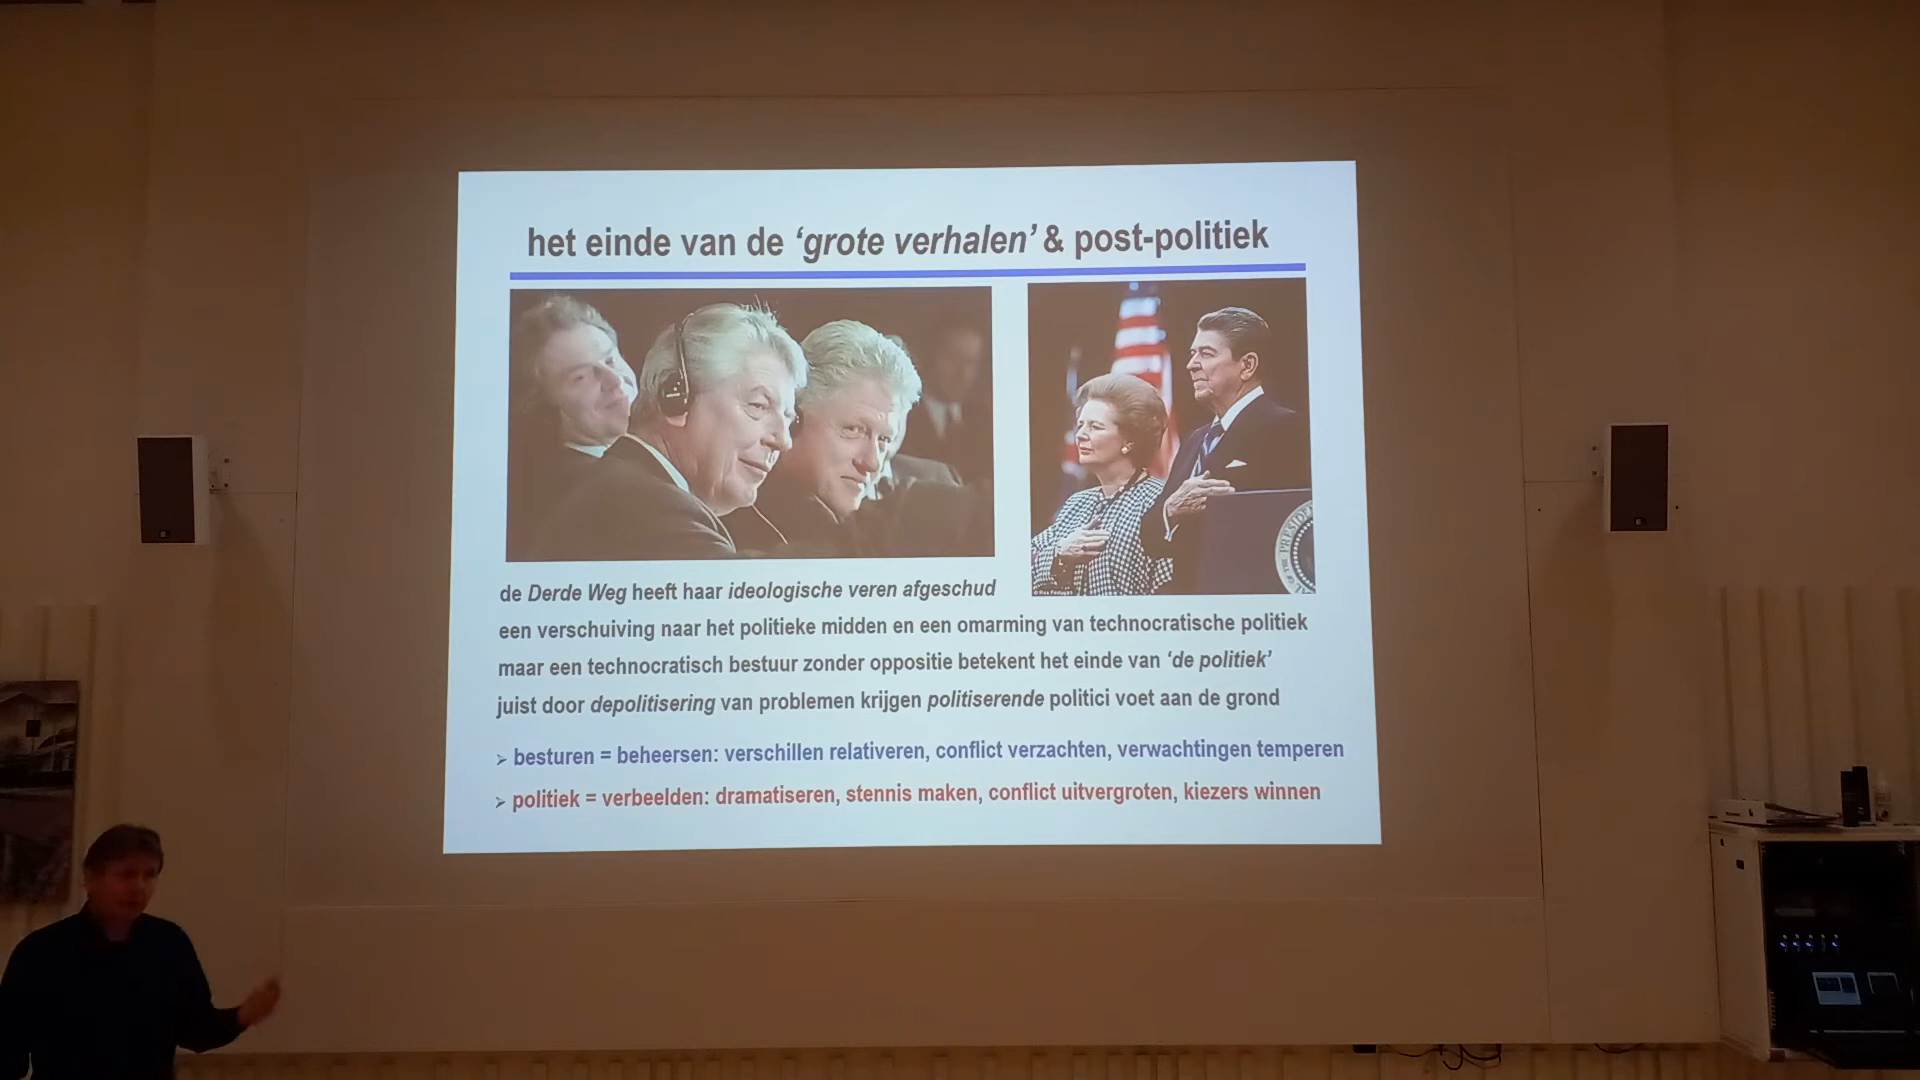 het einde van de ‘grote verhalen’ & post-politiek
de Derde Weg heeft haar ideologische veren afgeschud
een verschuiving naar het politieke midden en een omarming van technocratische politiek
maar een technocratisch bestuur zonder oppositie betekent het einde van ‘de politiek’
juist door depolitisering van problemen krijgen politiserende politici voet aan de grond
➢ besturen = beheersen: verschillen relativeren, conflict verzachten, verwachtingen temperen
➢ politiek = verbeelden: dramatiseren, stennis maken, conflict uitvergroten, kiezers winnen